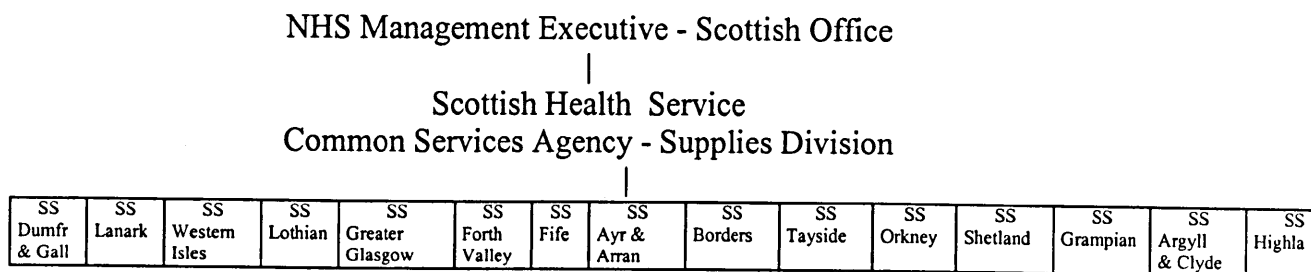 NHS Management Executive - Scottish Office
Scottish Health Service
Common Services Agency - Supplies Division
SS Dumfr & Gall
SS Lanark
SS Western Isles
SS Lothian
SS Greater Glasgow
SS Forth Valley
SS Fife
SS Ayr & Arran
SS Borders
SS Tayside
SS Orkney
SS Shetland
SS Grampian
SS Argyll & Clyde
SS Highla